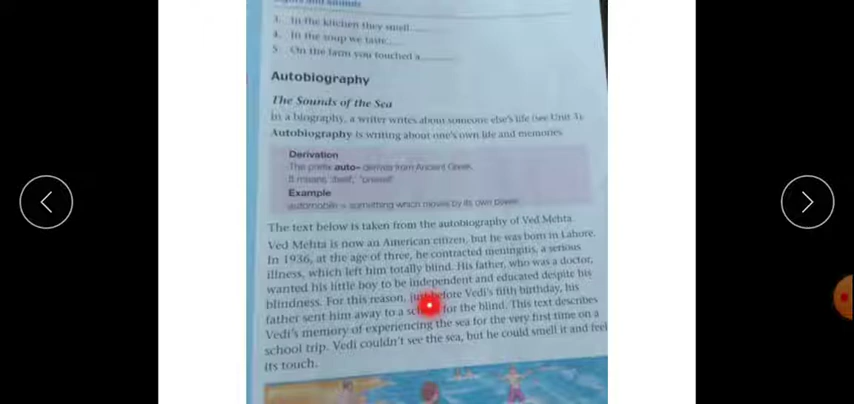 3. In the kitchen they smell
4. In the soup we taste
5. On the farm you touched a
Autobiography
The Sounds of the Sea
In a biography, a writer writes about someone else's life (see Unit 3).
Autobiography is writing about one's own life and memories
Derivation
The prefix auto- derives from Ancient Greek.
It means 'itself,' 'oneself'
Example
automobile = something which moves by its own power
The text below is taken from the autobiography of Ved Mehta
Ved Mehta is now an American citizen, but he was born in Lahore.
In 1936, at the age of three, he contracted meningitis, a serious
illness, which left him totally blind. His father, who was a doctor,
wanted his little boy to be independent and educated despite his
blindness. For this reason, just before Vedi's fifth birthday, his
father sent him away to a school for the blind. This text describes
Vedi's memory of experiencing the sea for the very first time on a
school trip. Vedi couldn't see the sea, but he could smell it and feel
its touch.